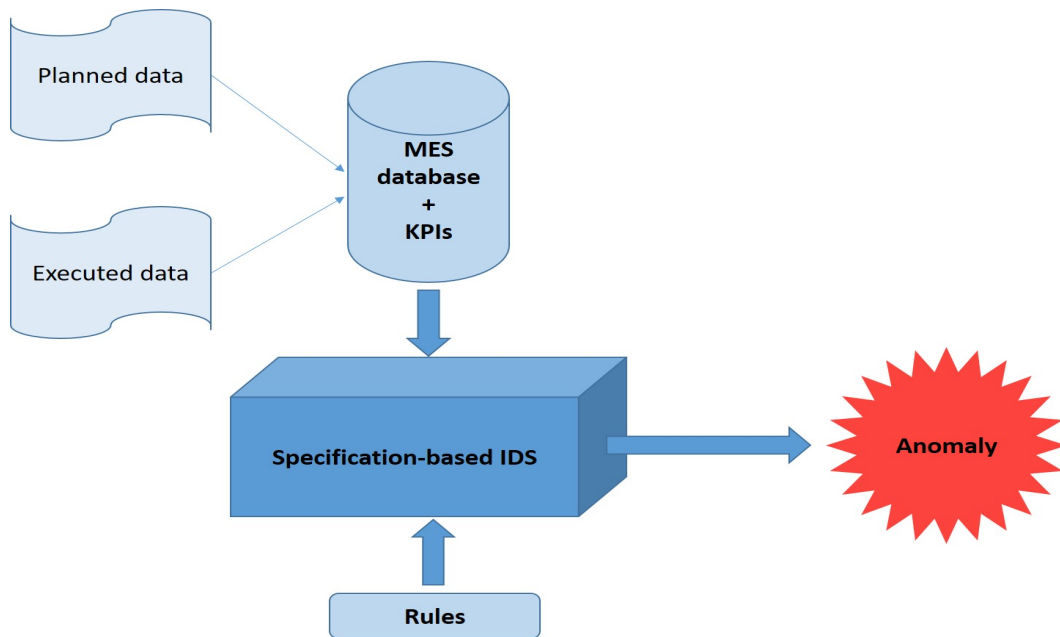 Planned data
MES
database
+
KPIs
Executed data
Specification-based IDS
Anomaly
Rules